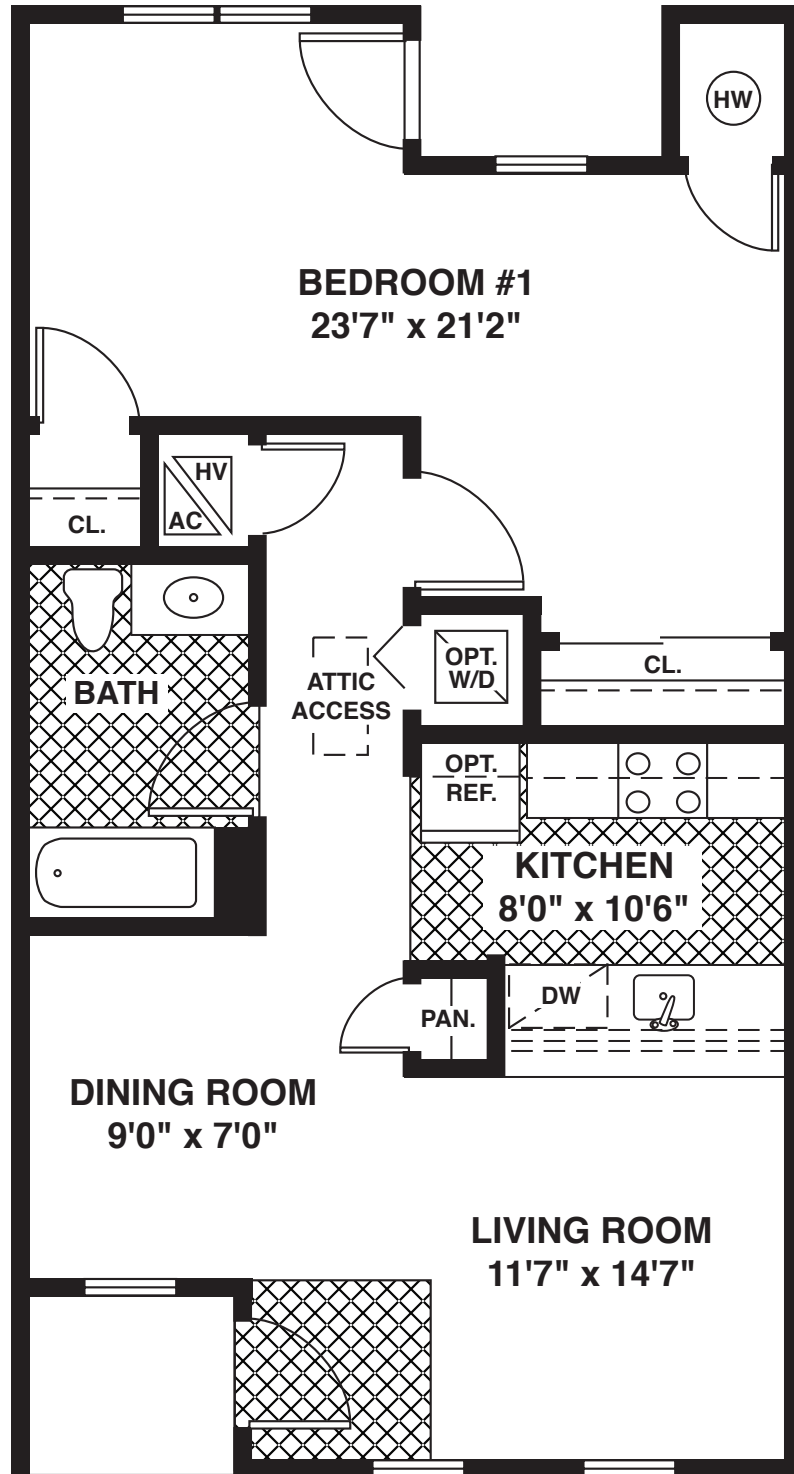 HW
BEDROOM #1
23'7" x 21'2"
HV
AC
CL.
OPT.
W/D
CL.
ATTIC
ACCESS
BATH
OPT.
REF.
KITCHEN
8'0" x 10'6"
DW
PAN.
DINING ROOM
9'0" x 7'0"
LIVING ROOM
11'7" x 14'7"